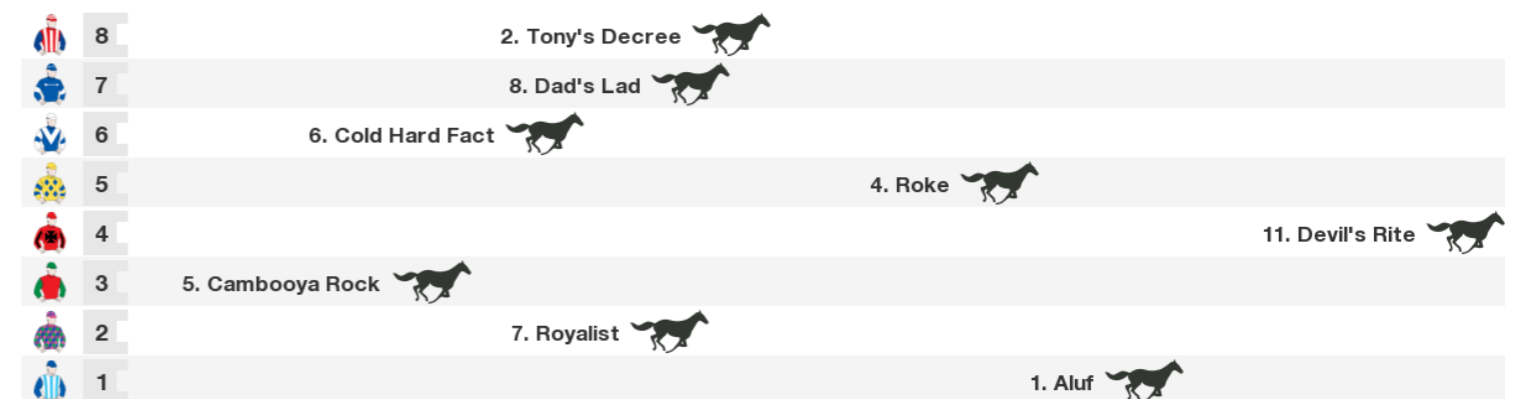 8 2. Tony's Decree
7 8. Dad's Lad
6 6. Cold Hard Fact
5 4. Roke
4 11. Devil's Rite
3 5. Cambooya Rock
2 7. Royalist
1 1. Aluf